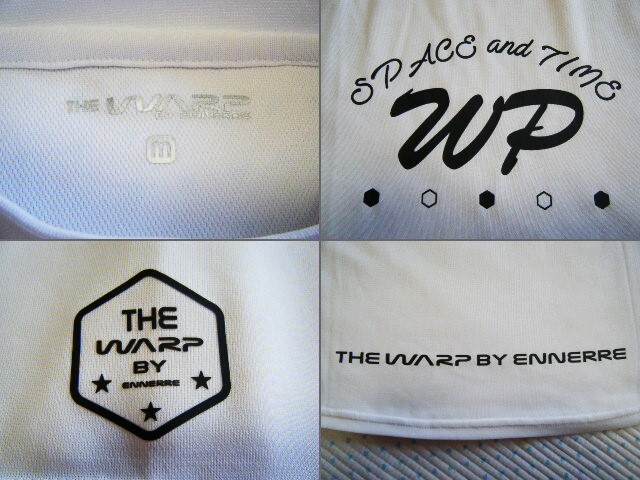 THE WARP
BY ENNERRE
m
SPACE and TIME
WP
THE
WARP
BY
ENNERRE
THE WARP BY ENNERRE